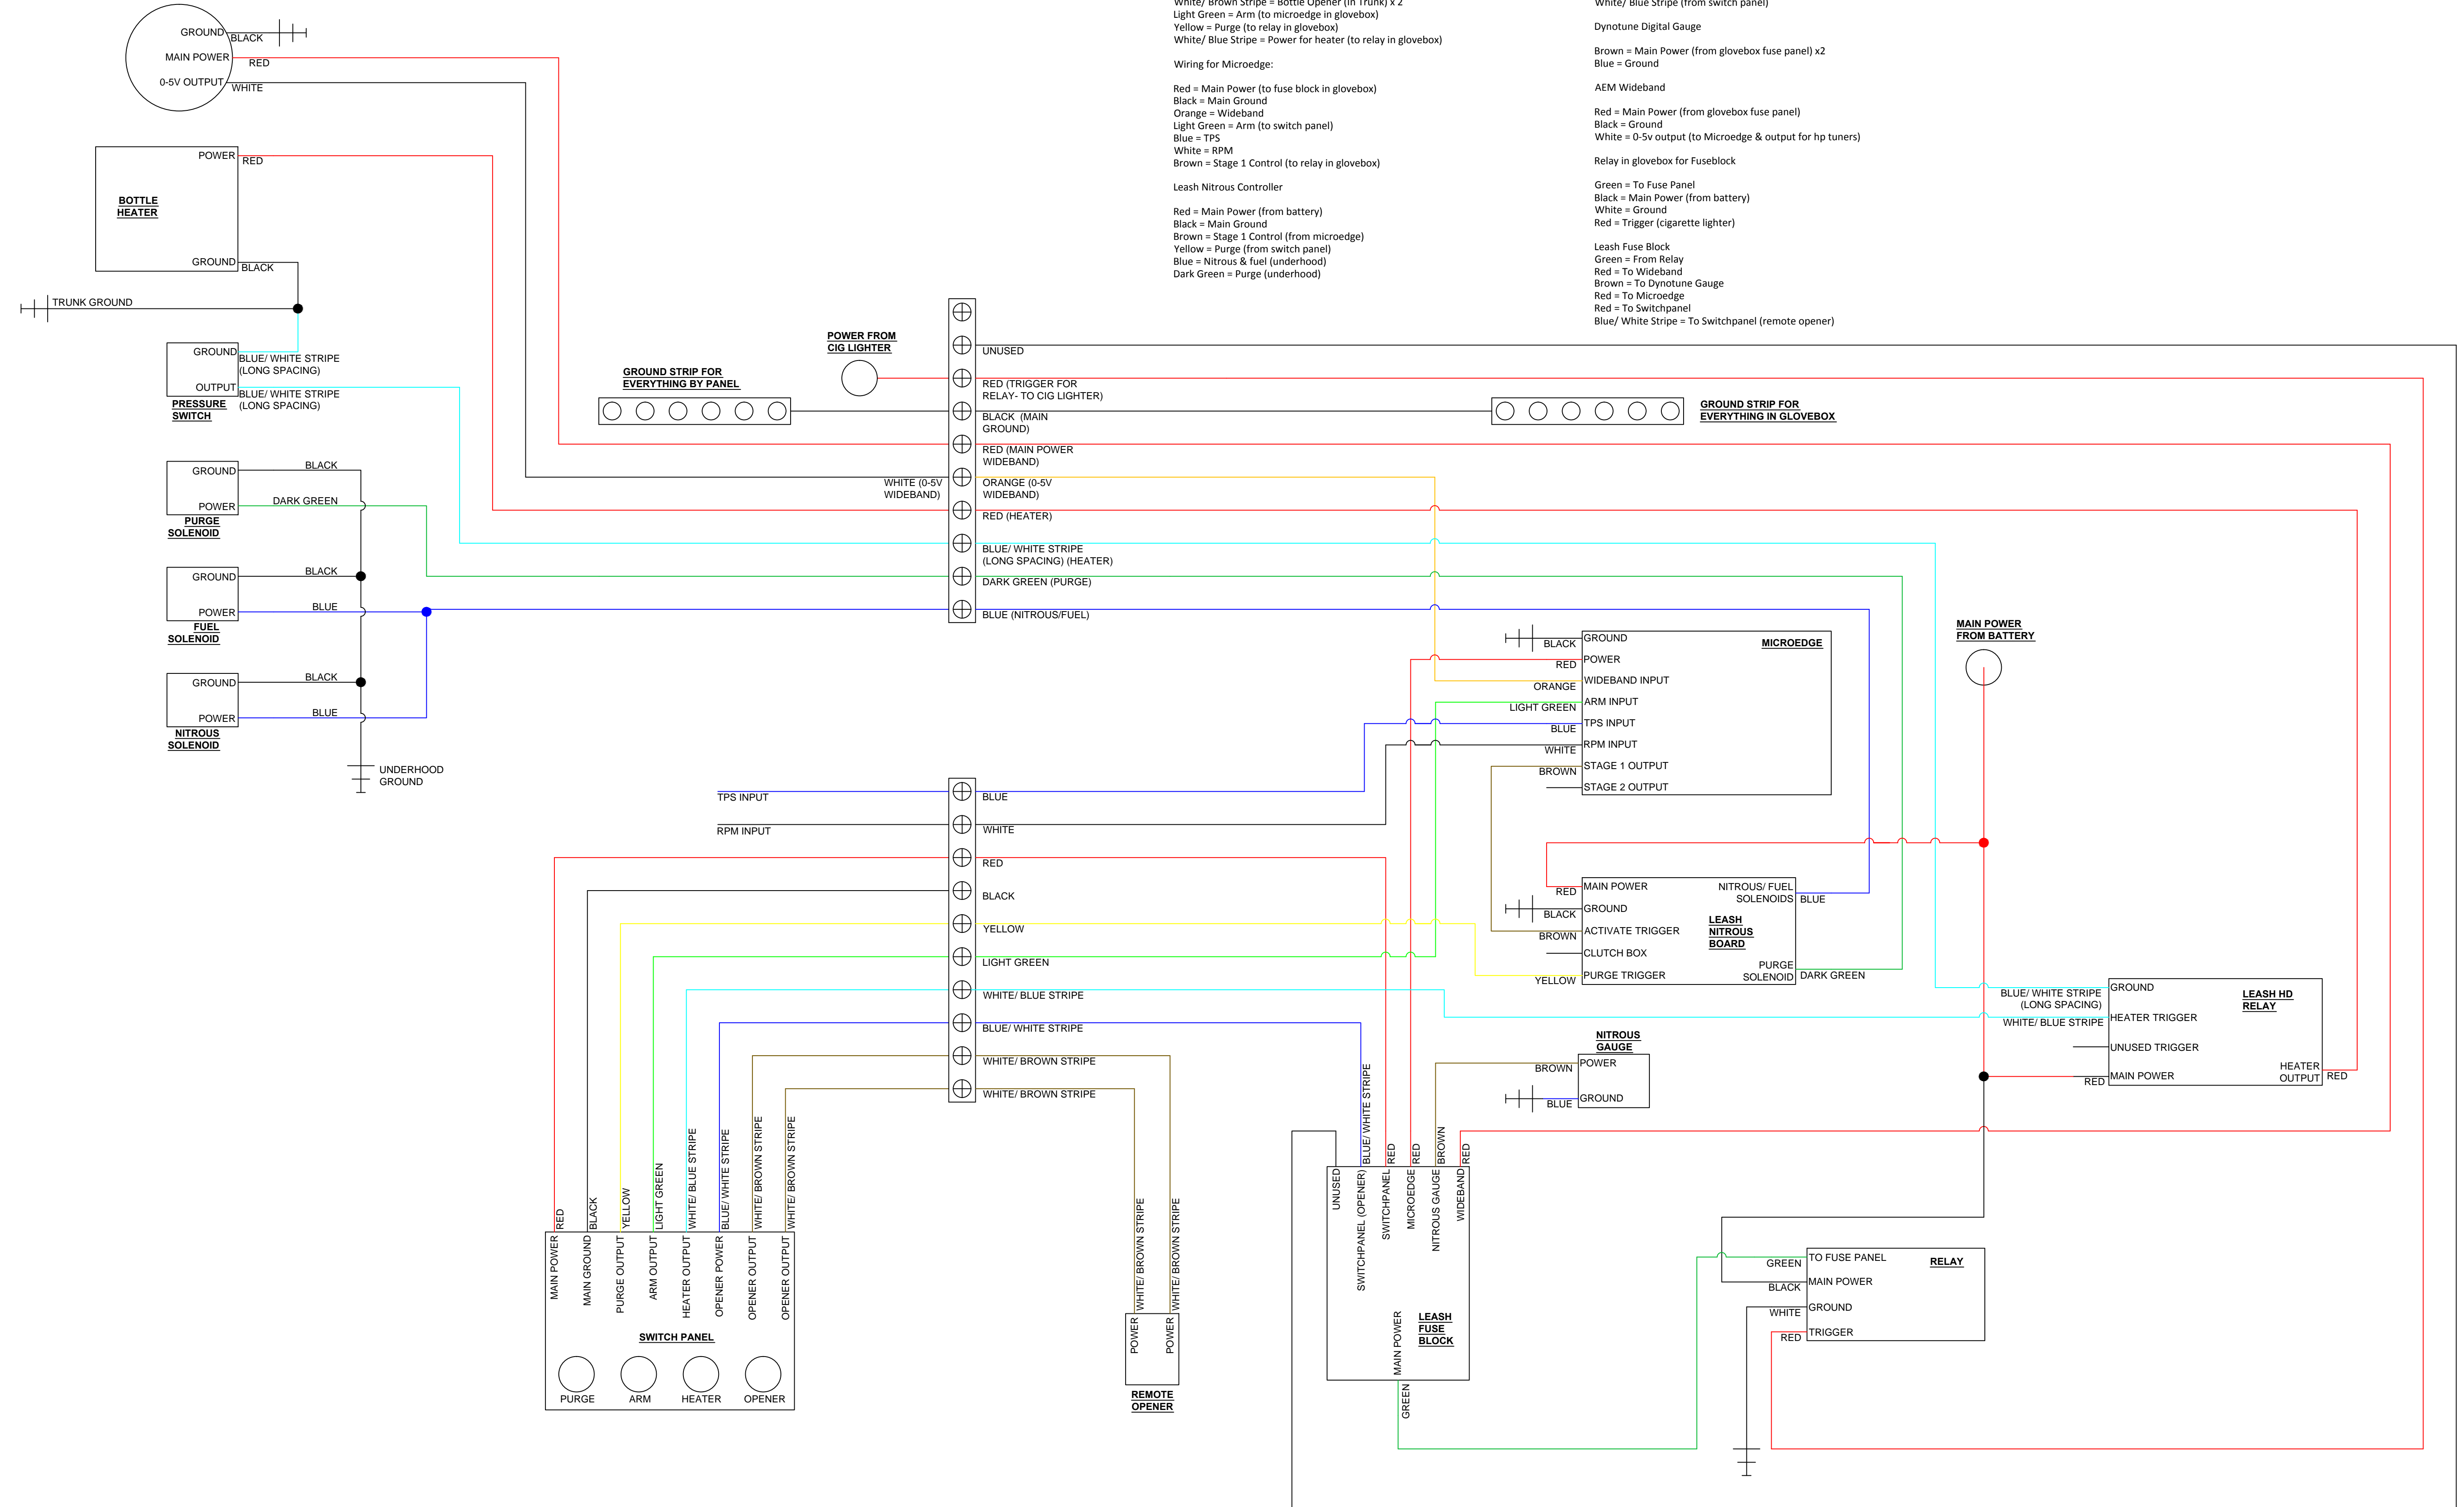 GROUND
BLACK
MAIN POWER
RED
0-5V OUTPUT
WHITE
POWER
RED
BOTTLE
HEATER
GROUND
BLACK
TRUNK GROUND
GROUND
BLUE/ WHITE STRIPE
(LONG SPACING)
OUTPUT
BLUE/ WHITE STRIPE
(LONG SPACING)
PRESSURE
SWITCH
GROUND
BLACK
POWER
DARK GREEN
PURGE
SOLENOID
GROUND
BLACK
POWER
BLUE
FUEL
SOLENOID
GROUND
BLACK
POWER
BLUE
NITROUS
SOLENOID
UNDERHOOD
GROUND
White/ Brown Stripe = Bottle Opener (In Trunk) x 2
Light Green = Arm (to microedge in glovebox)
Yellow = Purge (to relay in glovebox)
White/ Blue Stripe = Power for heater (to relay in glovebox)
Wiring for Microedge:
Red = Main Power (to fuse block in glovebox)
Black = Main Ground
Orange = Wideband
Light Green = Arm (to switch panel)
Blue = TPS
White = RPM
Brown = Stage 1 Control (to relay in glovebox)
Leash Nitrous Controller
Red = Main Power (from battery)
Black = Main Ground
Brown = Stage 1 Control (from microedge)
Yellow = Purge (from switch panel)
Blue = Nitrous & fuel (underhood)
Dark Green = Purge (underhood)
White/ Blue Stripe (from switch panel)
Dynotune Digital Gauge
Brown = Main Power (from glovebox fuse panel) x2
Blue = Ground
AEM Wideband
Red = Main Power (from glovebox fuse panel)
Black = Ground
White = 0-5v output (to Microedge & output for hp tuners)
Relay in glovebox for Fuseblock
Green = To Fuse Panel
Black = Main Power (from battery)
White = Ground
Red = Trigger (cigarette lighter)
Leash Fuse Block
Green = From Relay
Red = To Wideband
Brown = To Dynotune Gauge
Red = To Microedge
Red = To Switchpanel
Blue/ White Stripe = To Switchpanel (remote opener)
POWER FROM
CIG LIGHTER
GROUND STRIP FOR
EVERYTHING BY PANEL
GROUND STRIP FOR
EVERYTHING IN GLOVEBOX
UNUSED
RED (TRIGGER FOR
RELAY- TO CIG LIGHTER)
BLACK (MAIN
GROUND)
RED (MAIN POWER
WIDEBAND)
WHITE (0-5V
WIDEBAND)
ORANGE (0-5V
WIDEBAND)
RED (HEATER)
BLUE/ WHITE STRIPE
(LONG SPACING) (HEATER)
DARK GREEN (PURGE)
BLUE (NITROUS/FUEL)
MICROEDGE
GROUND
BLACK
POWER
RED
WIDEBAND INPUT
ORANGE
ARM INPUT
LIGHT GREEN
TPS INPUT
BLUE
RPM INPUT
WHITE
STAGE 1 OUTPUT
BROWN
STAGE 2 OUTPUT
MAIN POWER
FROM BATTERY
TPS INPUT
BLUE
RPM INPUT
WHITE
RED
BLACK
YELLOW
LIGHT GREEN
WHITE/ BLUE STRIPE
BLUE/ WHITE STRIPE
WHITE/ BROWN STRIPE
WHITE/ BROWN STRIPE
MAIN POWER
RED
GROUND
BLACK
ACTIVATE TRIGGER
BROWN
CLUTCH BOX
PURGE TRIGGER
YELLOW
NITROUS/ FUEL
SOLENOIDS
BLUE
LEASH
NITROUS
BOARD
PURGE
SOLENOID
DARK GREEN
NITROUS
GAUGE
POWER
BROWN
GROUND
BLUE
BLUE/ WHITE STRIPE
(LONG SPACING)
GROUND
WHITE/ BLUE STRIPE
HEATER TRIGGER
UNUSED TRIGGER
RED
MAIN POWER
LEASH HD
RELAY
HEATER
OUTPUT
RED
RED
BLACK
YELLOW
LIGHT GREEN
WHITE/ BLUE STRIPE
BLUE/ WHITE STRIPE
WHITE/ BROWN STRIPE
WHITE/ BROWN STRIPE
MAIN POWER
MAIN GROUND
PURGE OUTPUT
ARM OUTPUT
HEATER OUTPUT
OPENER POWER
OPENER OUTPUT
OPENER OUTPUT
SWITCH PANEL
PURGE
ARM
HEATER
OPENER
WHITE/ BROWN STRIPE
WHITE/ BROWN STRIPE
POWER
POWER
REMOTE
OPENER
BLUE/ WHITE STRIPE
RED
RED
BROWN
RED
UNUSED
SWITCHPANEL (OPENER)
SWITCHPANEL
MICROEDGE
NITROUS GAUGE
WIDEBAND
MAIN POWER
LEASH
FUSE
BLOCK
GREEN
GREEN
TO FUSE PANEL
BLACK
MAIN POWER
WHITE
GROUND
RED
TRIGGER
RELAY